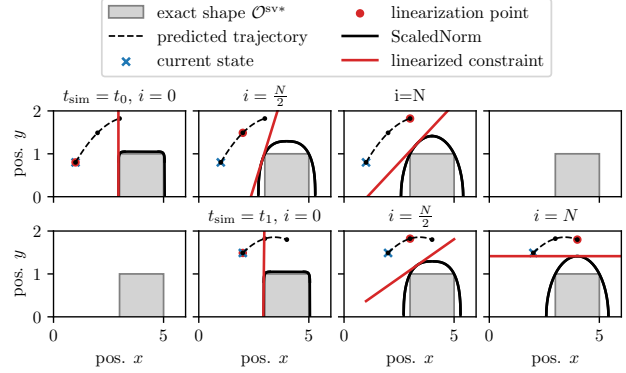 exact shape 𝒪^{sv*}
linearization point
predicted trajectory
ScaledNorm
current state
linearized constraint
t_sim = t_0, i = 0
i = N/2
i=N
pos. y
2
1
0
t_sim = t_1, i = 0
i = N/2
i = N
pos. y
2
1
0
0
5
0
5
0
5
0
5
pos. x
pos. x
pos. x
pos. x